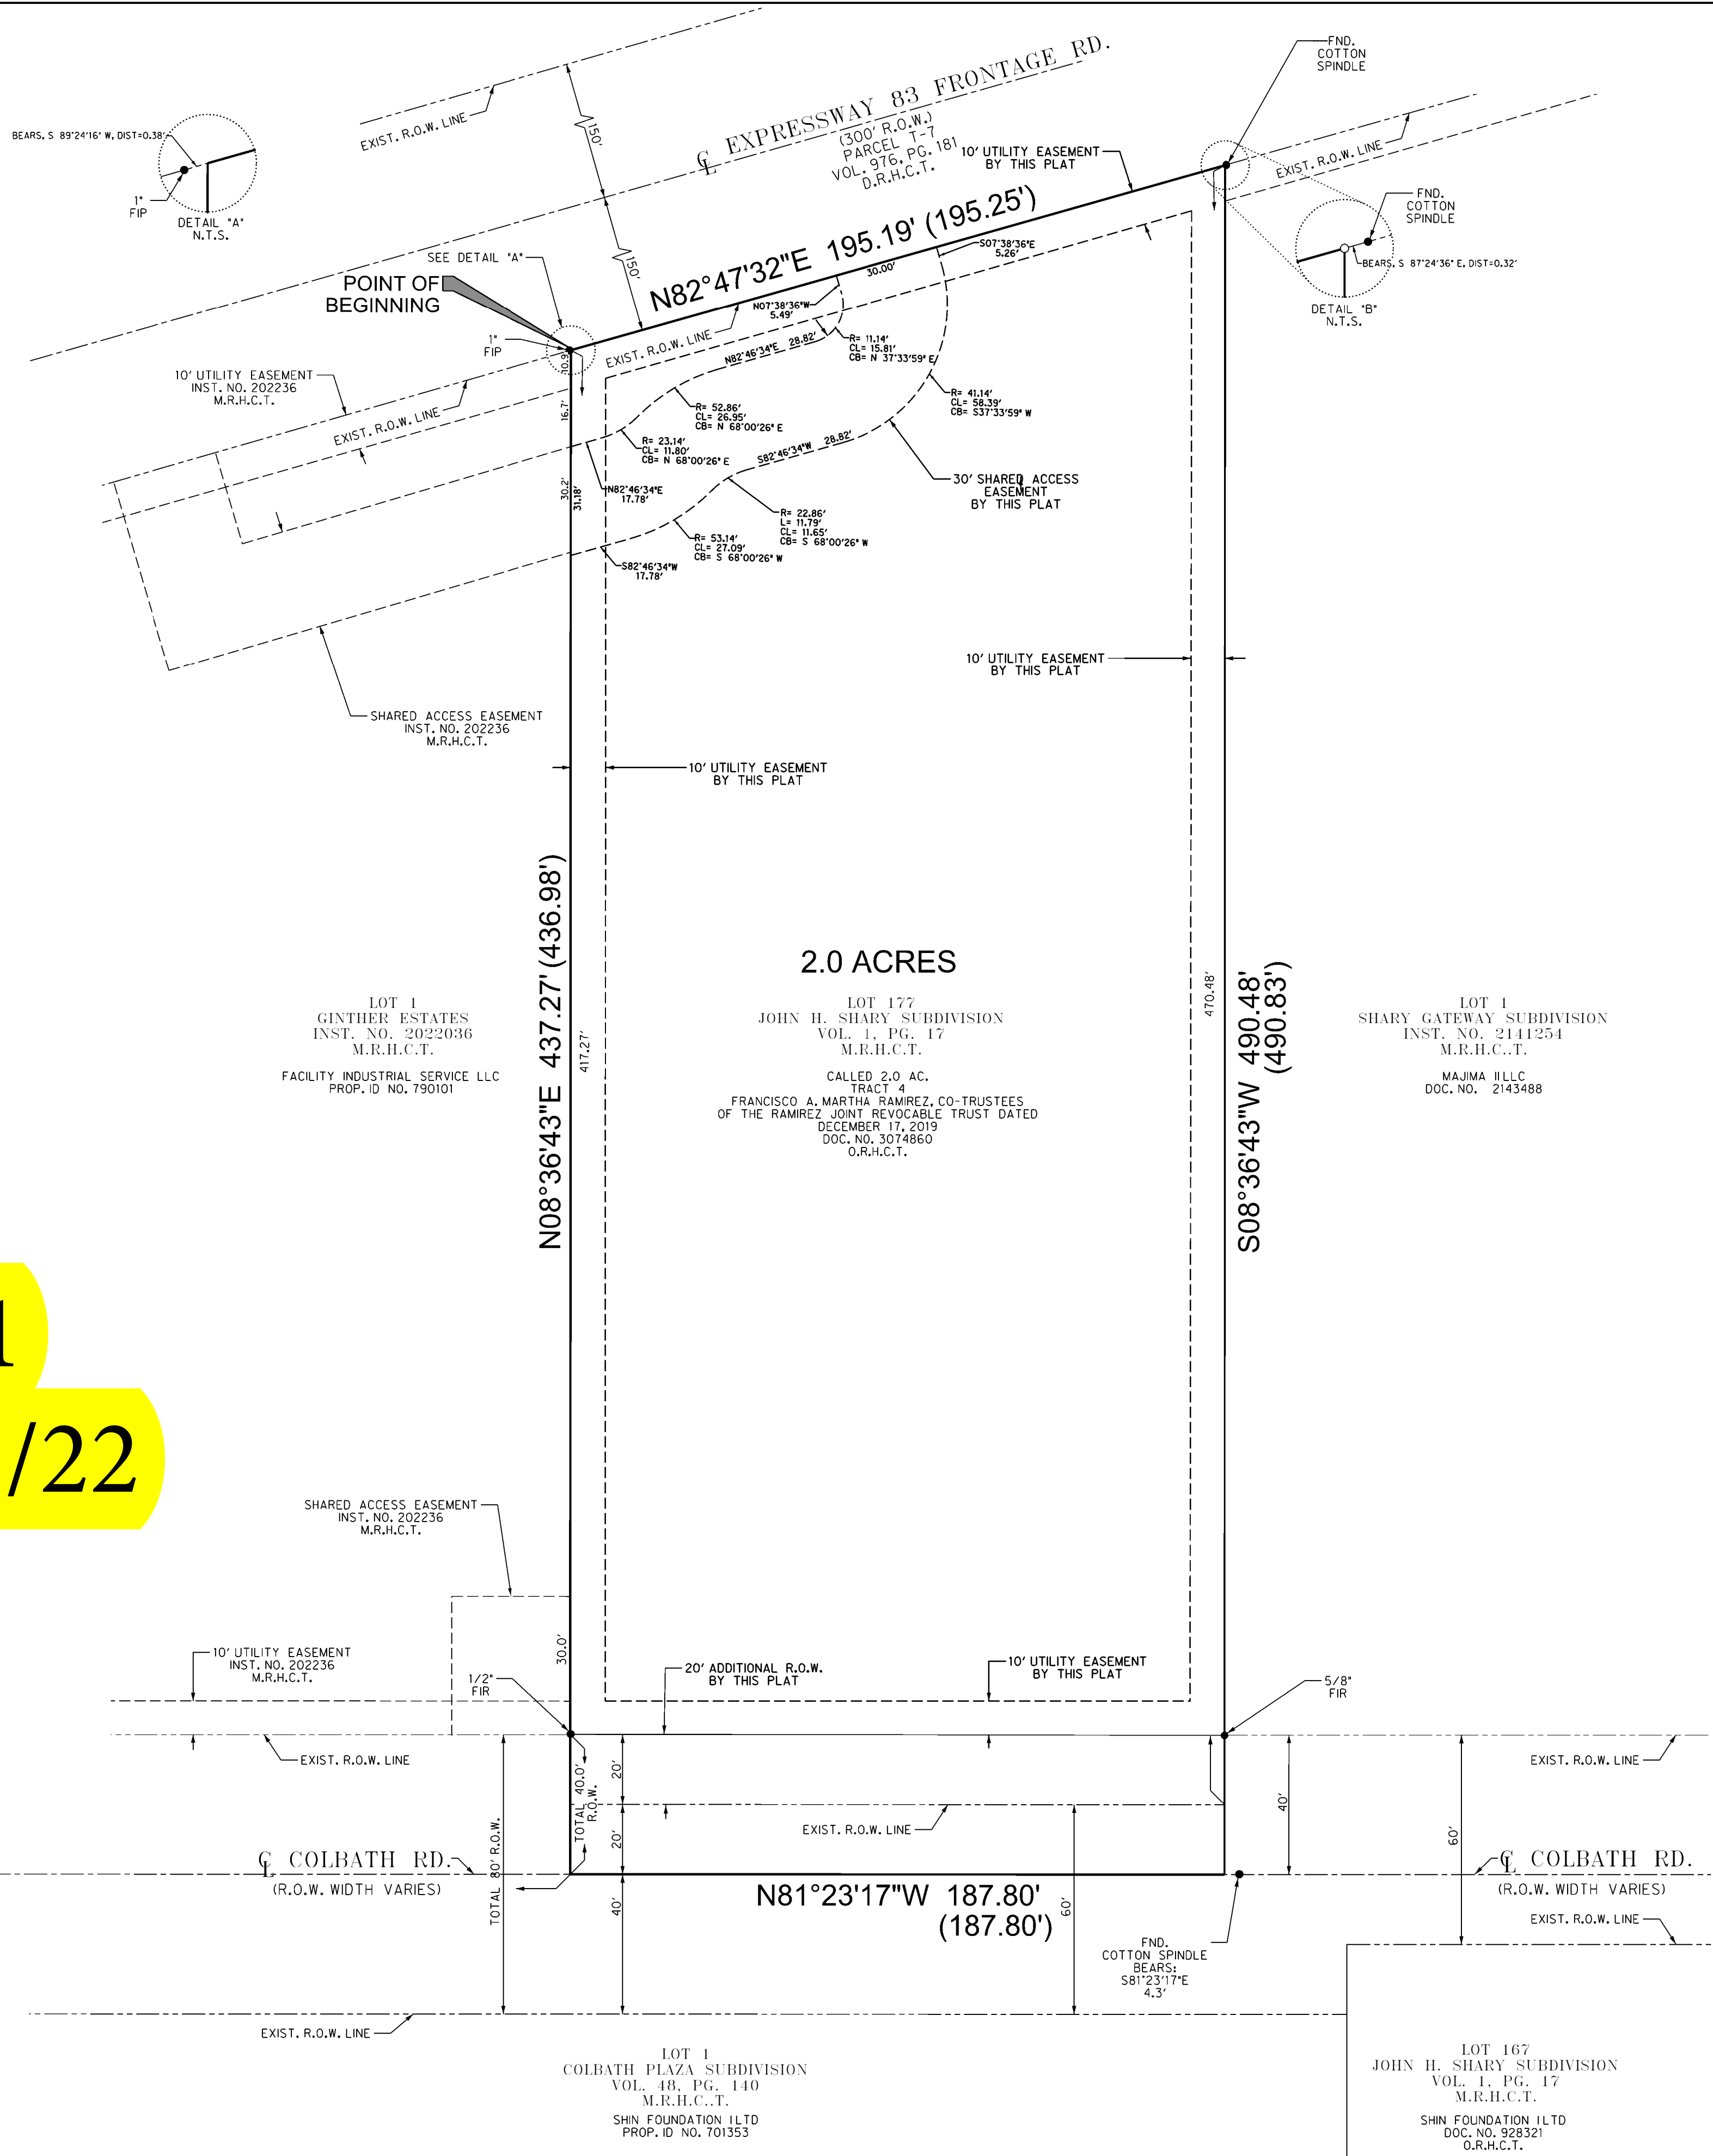 FND.
COTTON
SPINDLE
BEARS, S 89°24'16" W, DIST=0.38'
1"
FIP
DETAIL "A"
N.T.S.
EXIST. R.O.W. LINE
150'
150'
℄ EXPRESSWAY 83 FRONTAGE RD.
(300' R.O.W.)
PARCEL T-7
VOL. 976, PG. 181
D.R.H.C.T.
10' UTILITY EASEMENT
BY THIS PLAT
EXIST. R.O.W. LINE
FND.
COTTON
SPINDLE
BEARS, S 87°24'36" E, DIST=0.32'
DETAIL "B"
N.T.S.
SEE DETAIL "A"
POINT OF
BEGINNING
1"
FIP
N82°47'32"E 195.19' (195.25')
S07°38'36"E
5.26'
30.00'
N07°38'36"W
5.49'
EXIST. R.O.W. LINE
N82°46'34"E 28.82'
R= 11.14'
CL= 15.81'
CB= N 37°33'59" E
10.9'
16.7'
30.2'
31.18'
10' UTILITY EASEMENT
INST. NO. 202236
M.R.H.C.T.
EXIST. R.O.W. LINE
R= 52.86'
CL= 26.95'
CB= N 68°00'26" E
R= 41.14'
CL= 58.39'
CB= S37°33'59" W
R= 23.14'
CL= 11.80'
CB= N 68°00'26" E
S82°46'34"W 28.82'
N82°46'34"E
17.78'
30' SHARED ACCESS
EASEMENT
BY THIS PLAT
R= 22.86'
L= 11.79'
CL= 11.65'
CB= S 68°00'26" W
R= 53.14'
CL= 27.09'
CB= S 68°00'26" W
S82°46'34"W
17.78'
10' UTILITY EASEMENT
BY THIS PLAT
SHARED ACCESS EASEMENT
INST. NO. 202236
M.R.H.C.T.
10' UTILITY EASEMENT
BY THIS PLAT
N08°36'43"E 437.27' (436.98')
417.27'
2.0 ACRES
470.48'
S08°36'43"W 490.48'
(490.83')
LOT 1
GINTHER ESTATES
INST. NO. 2022036
M.R.H.C.T.
FACILITY INDUSTRIAL SERVICE LLC
PROP. ID NO. 790101
LOT 177
JOHN H. SHARY SUBDIVISION
VOL. 1, PG. 17
M.R.H.C.T.
CALLED 2.0 AC.
TRACT 4
FRANCISCO A. MARTHA RAMIREZ, CO-TRUSTEES
OF THE RAMIREZ JOINT REVOCABLE TRUST DATED
DECEMBER 17, 2019
DOC. NO. 3074860
O.R.H.C.T.
LOT 1
SHARY GATEWAY SUBDIVISION
INST. NO. 2141254
M.R.H.C..T.
MAJIMA II LLC
DOC. NO. 2143488
/22
SHARED ACCESS EASEMENT
INST. NO. 202236
M.R.H.C.T.
30.0'
10' UTILITY EASEMENT
INST. NO. 202236
M.R.H.C.T.
1/2"
FIR
20' ADDITIONAL R.O.W.
BY THIS PLAT
10' UTILITY EASEMENT
BY THIS PLAT
5/8"
FIR
EXIST. R.O.W. LINE
TOTAL 80' R.O.W.
TOTAL 40.0'
R.O.W.
20'
20'
40'
EXIST. R.O.W. LINE
60'
40'
60'
EXIST. R.O.W. LINE
℄ COLBATH RD.
(R.O.W. WIDTH VARIES)
N81°23'17"W 187.80'
(187.80')
℄ COLBATH RD.
(R.O.W. WIDTH VARIES)
EXIST. R.O.W. LINE
FND.
COTTON SPINDLE
BEARS:
S81°23'17"E
4.3'
EXIST. R.O.W. LINE
LOT 1
COLBATH PLAZA SUBDIVISION
VOL. 48, PG. 140
M.R.H.C..T.
SHIN FOUNDATION I LTD
PROP. ID NO. 701353
LOT 167
JOHN H. SHARY SUBDIVISION
VOL. 1, PG. 17
M.R.H.C.T.
SHIN FOUNDATION I LTD
DOC. NO. 928321
O.R.H.C.T.